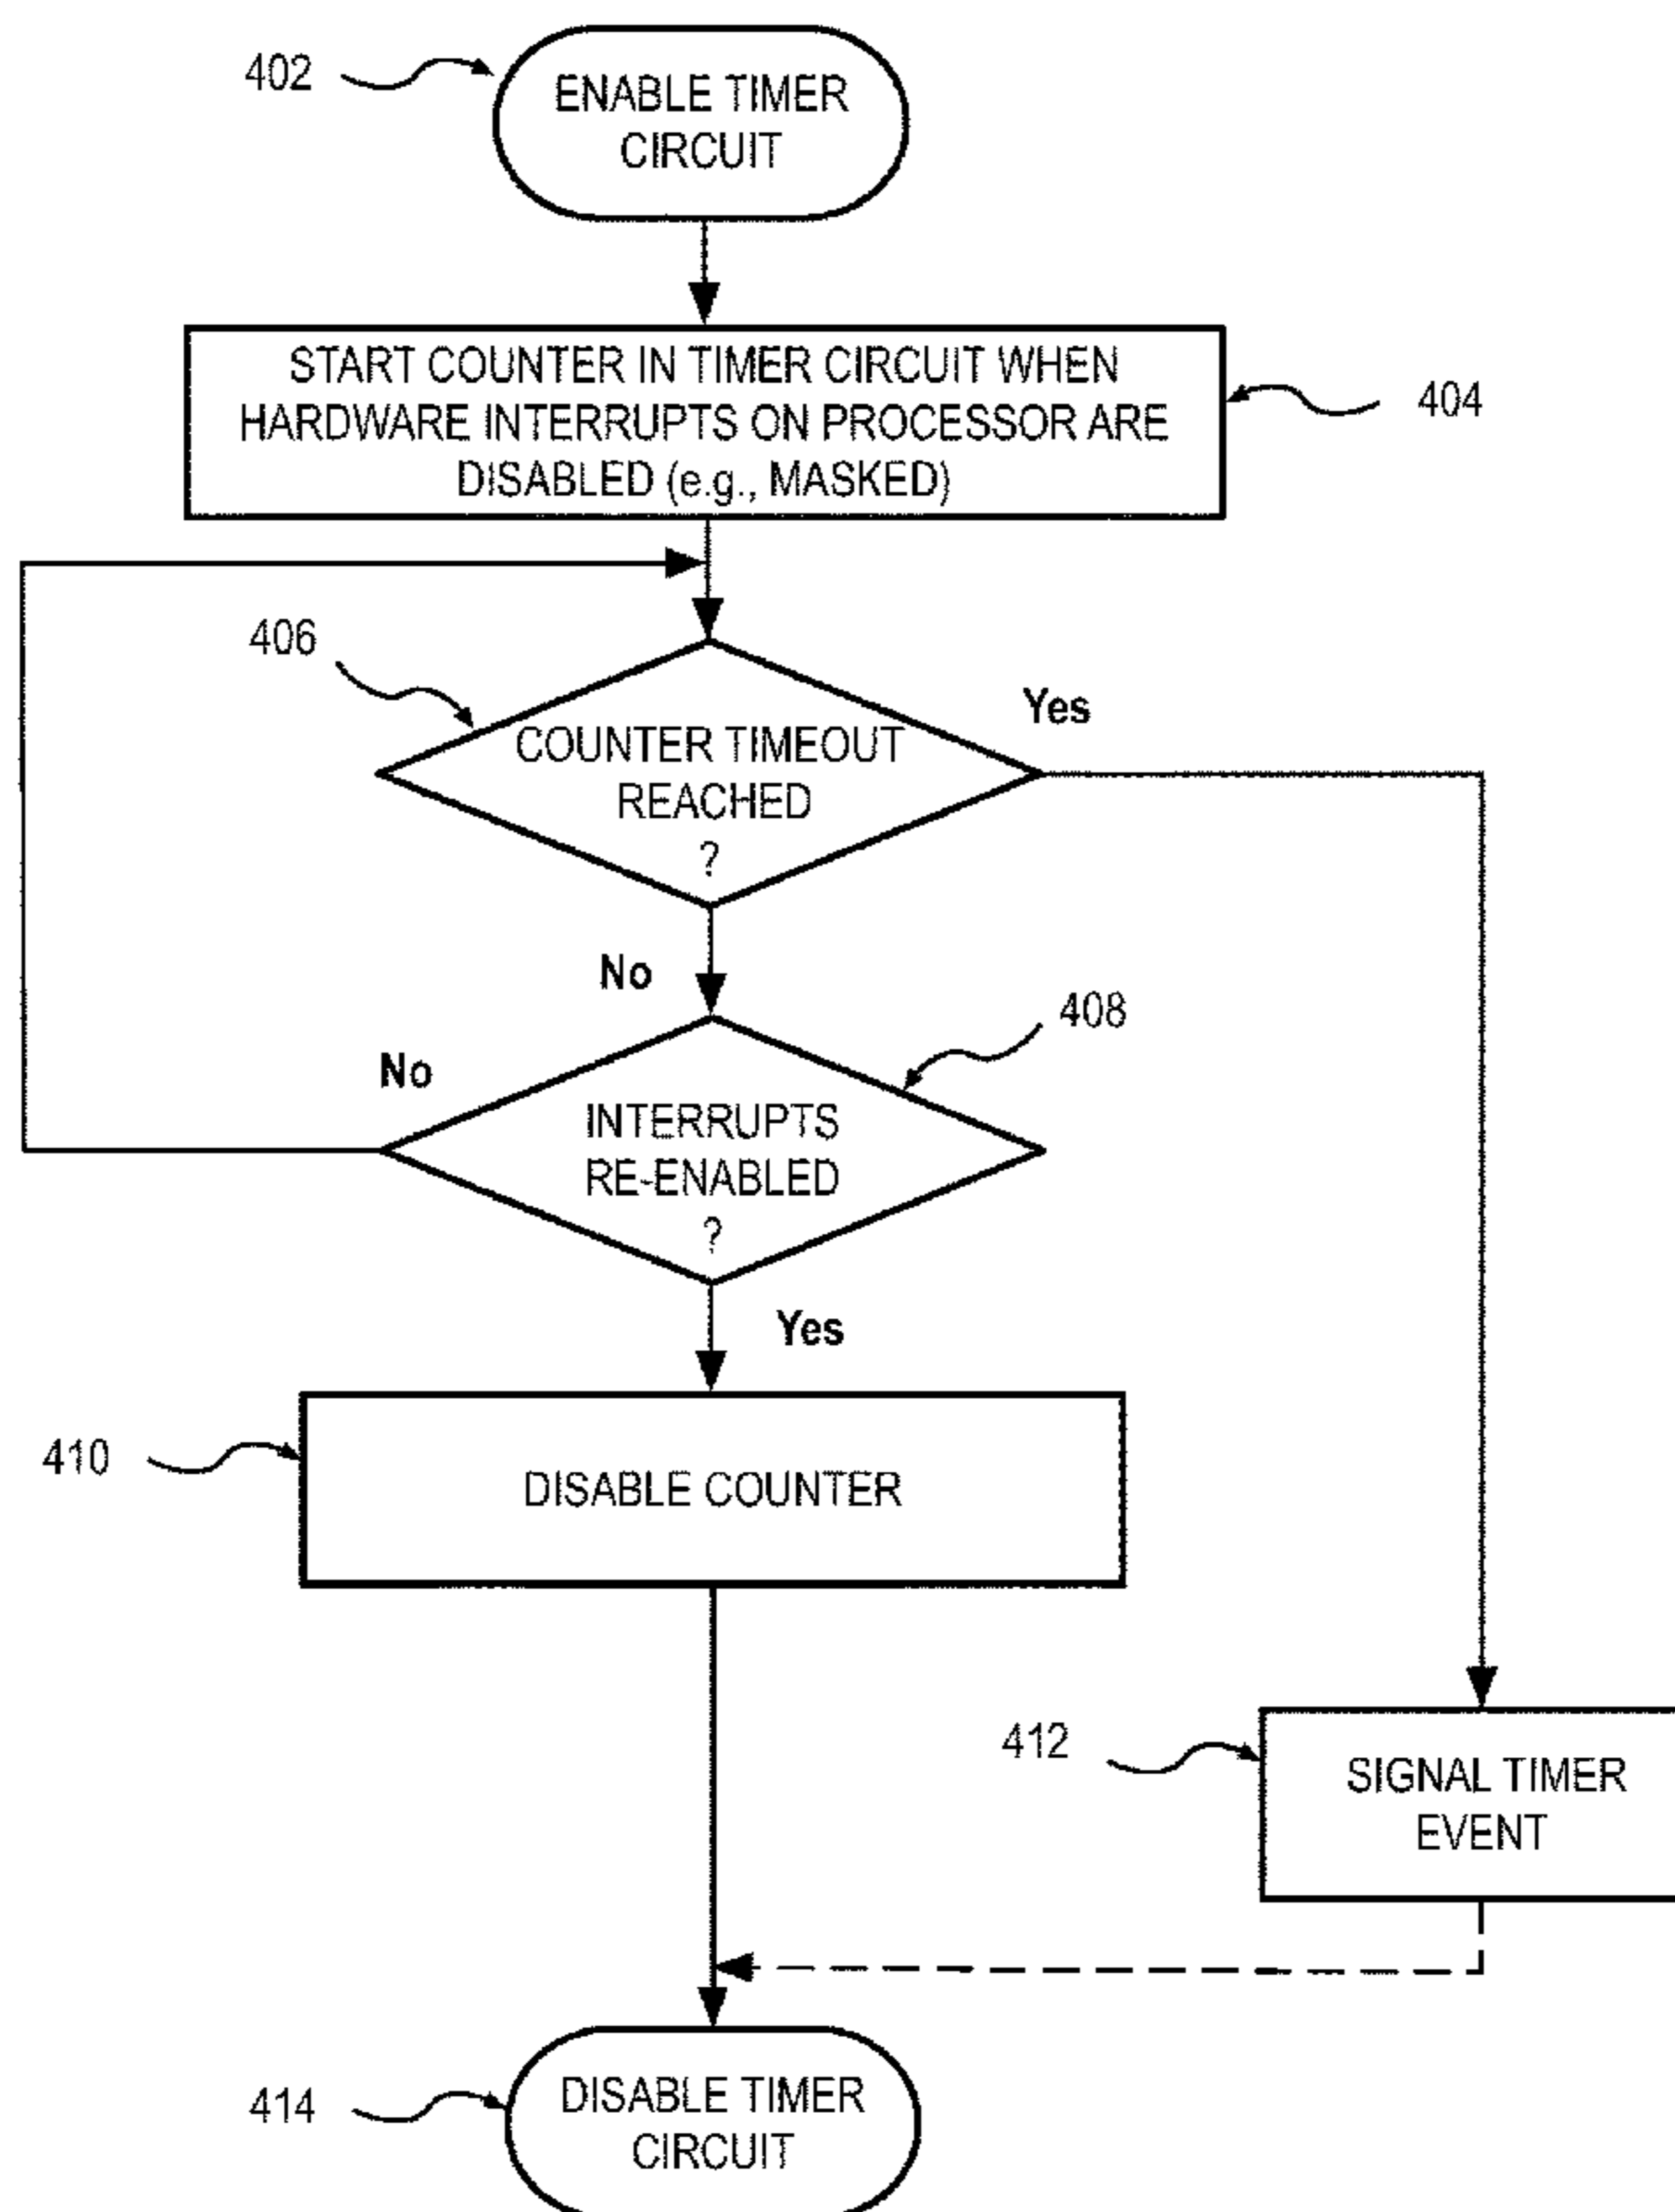 402
ENABLE TIMER
CIRCUIT
START COUNTER IN TIMER CIRCUIT WHEN
HARDWARE INTERRUPTS ON PROCESSOR ARE
DISABLED (e.g., MASKED)
404
406
COUNTER TIMEOUT
REACHED
?
Yes
No
408
No
INTERRUPTS
RE-ENABLED
?
Yes
410
DISABLE COUNTER
412
SIGNAL TIMER
EVENT
414
DISABLE TIMER
CIRCUIT